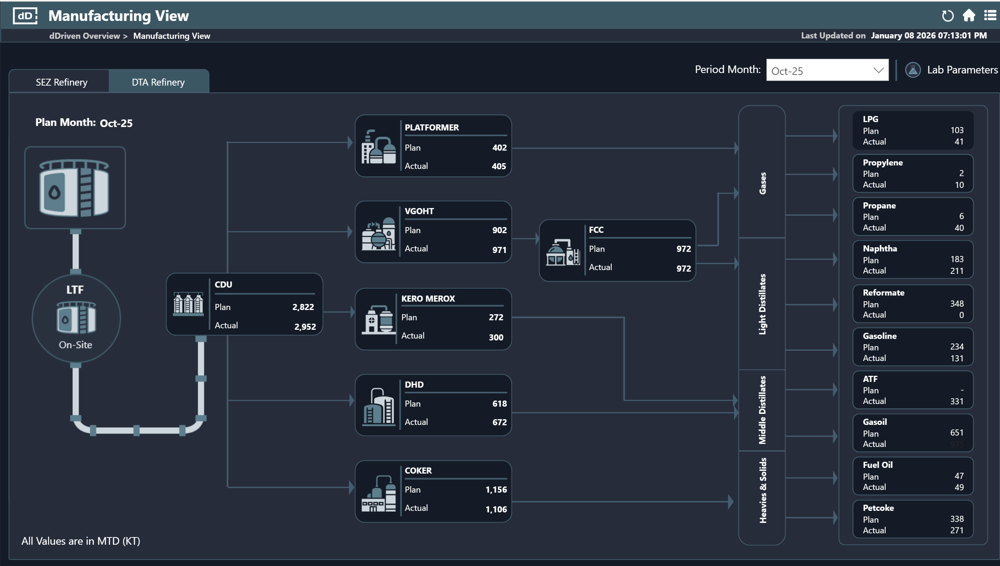 dD
Manufacturing View
dDriven Overview > Manufacturing View
Last Updated on January 08 2026 07:13:01 PM
Period Month: Oct-25
Lab Parameters
SEZ Refinery
DTA Refinery
Plan Month: Oct-25
LTF
On-Site
CDU
Plan 2,822
Actual 2,952
PLATFORMER
Plan 402
Actual 405
VGOHT
Plan 902
Actual 971
KERO MEROX
Plan 272
Actual 300
DHD
Plan 618
Actual 672
COKER
Plan 1,156
Actual 1,106
FCC
Plan 972
Actual 972
Gases
Light Distillates
Middle Distillates
Heavies & Solids
LPG
Plan 103
Actual 41
Propylene
Plan 2
Actual 10
Propane
Plan 6
Actual 40
Naphtha
Plan 183
Actual 211
Reformate
Plan 348
Actual 0
Gasoline
Plan 234
Actual 131
ATF
Plan -
Actual 331
Gasoil
Plan 651
Actual 975
Fuel Oil
Plan 47
Actual 49
Petcoke
Plan 338
Actual 271
All Values are in MTD (KT)